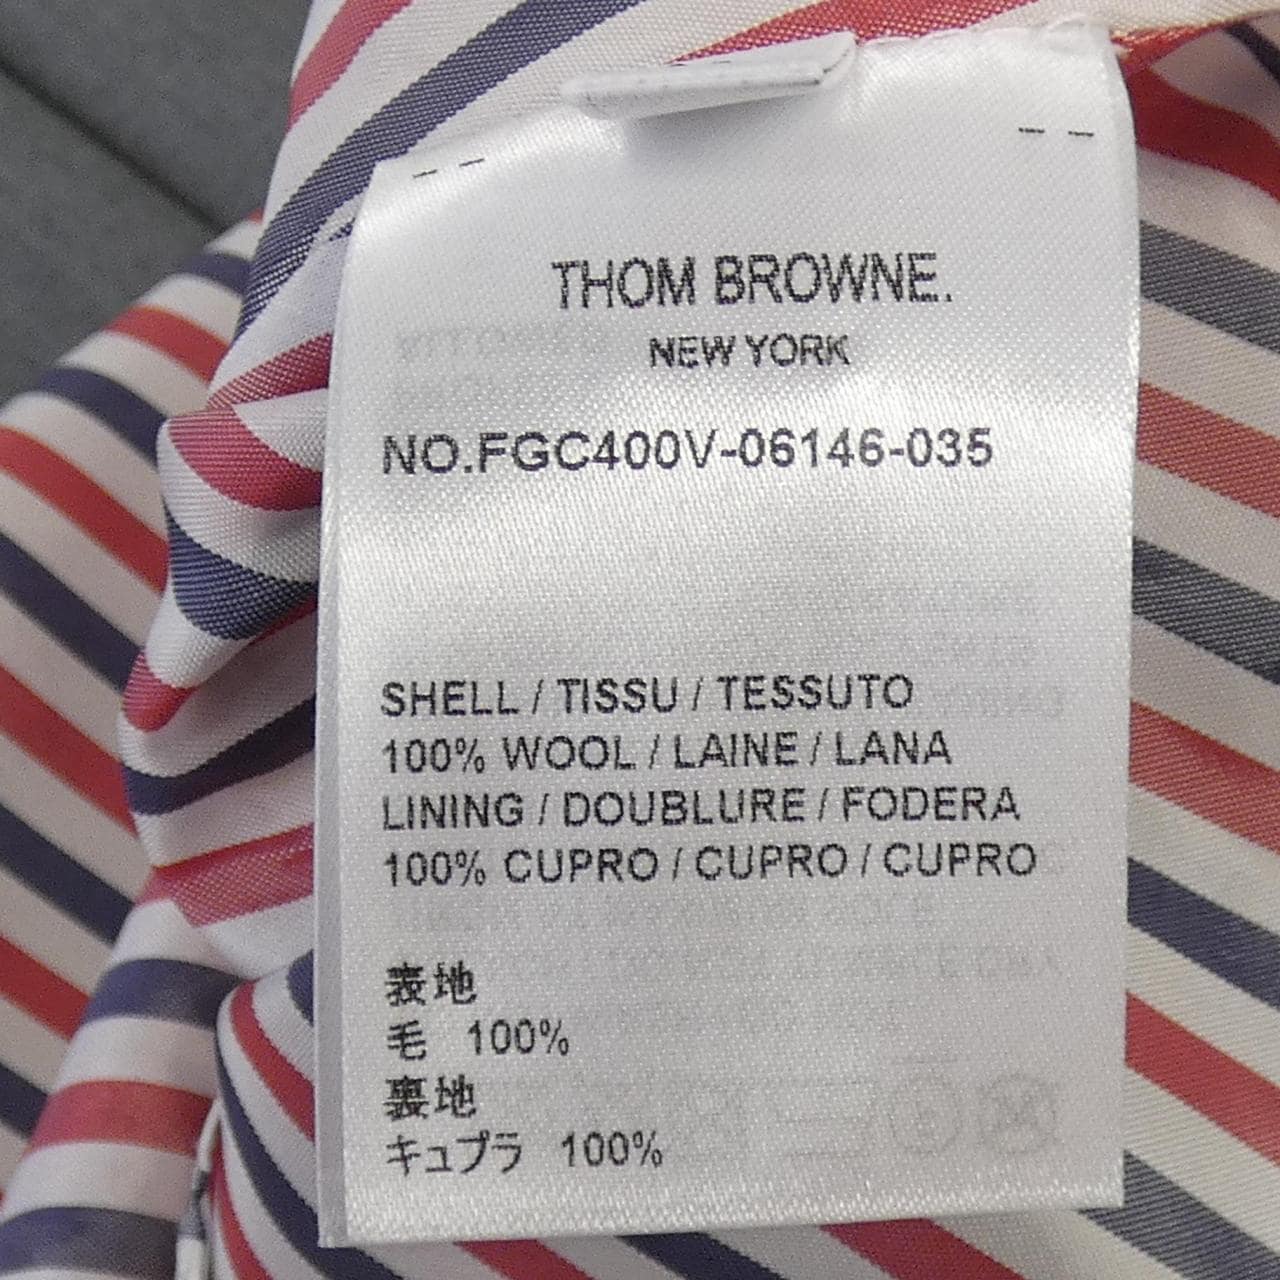 THOM BROWNE.
NEW YORK
NO.FGC400V-06146-035
SHELL / TISSU / TESSUTO
100% WOOL / LAINE / LANA
LINING / DOUBLURE / FODERA
100% CUPRO / CUPRO / CUPRO
表地
毛 100%
裏地
キュプラ 100%